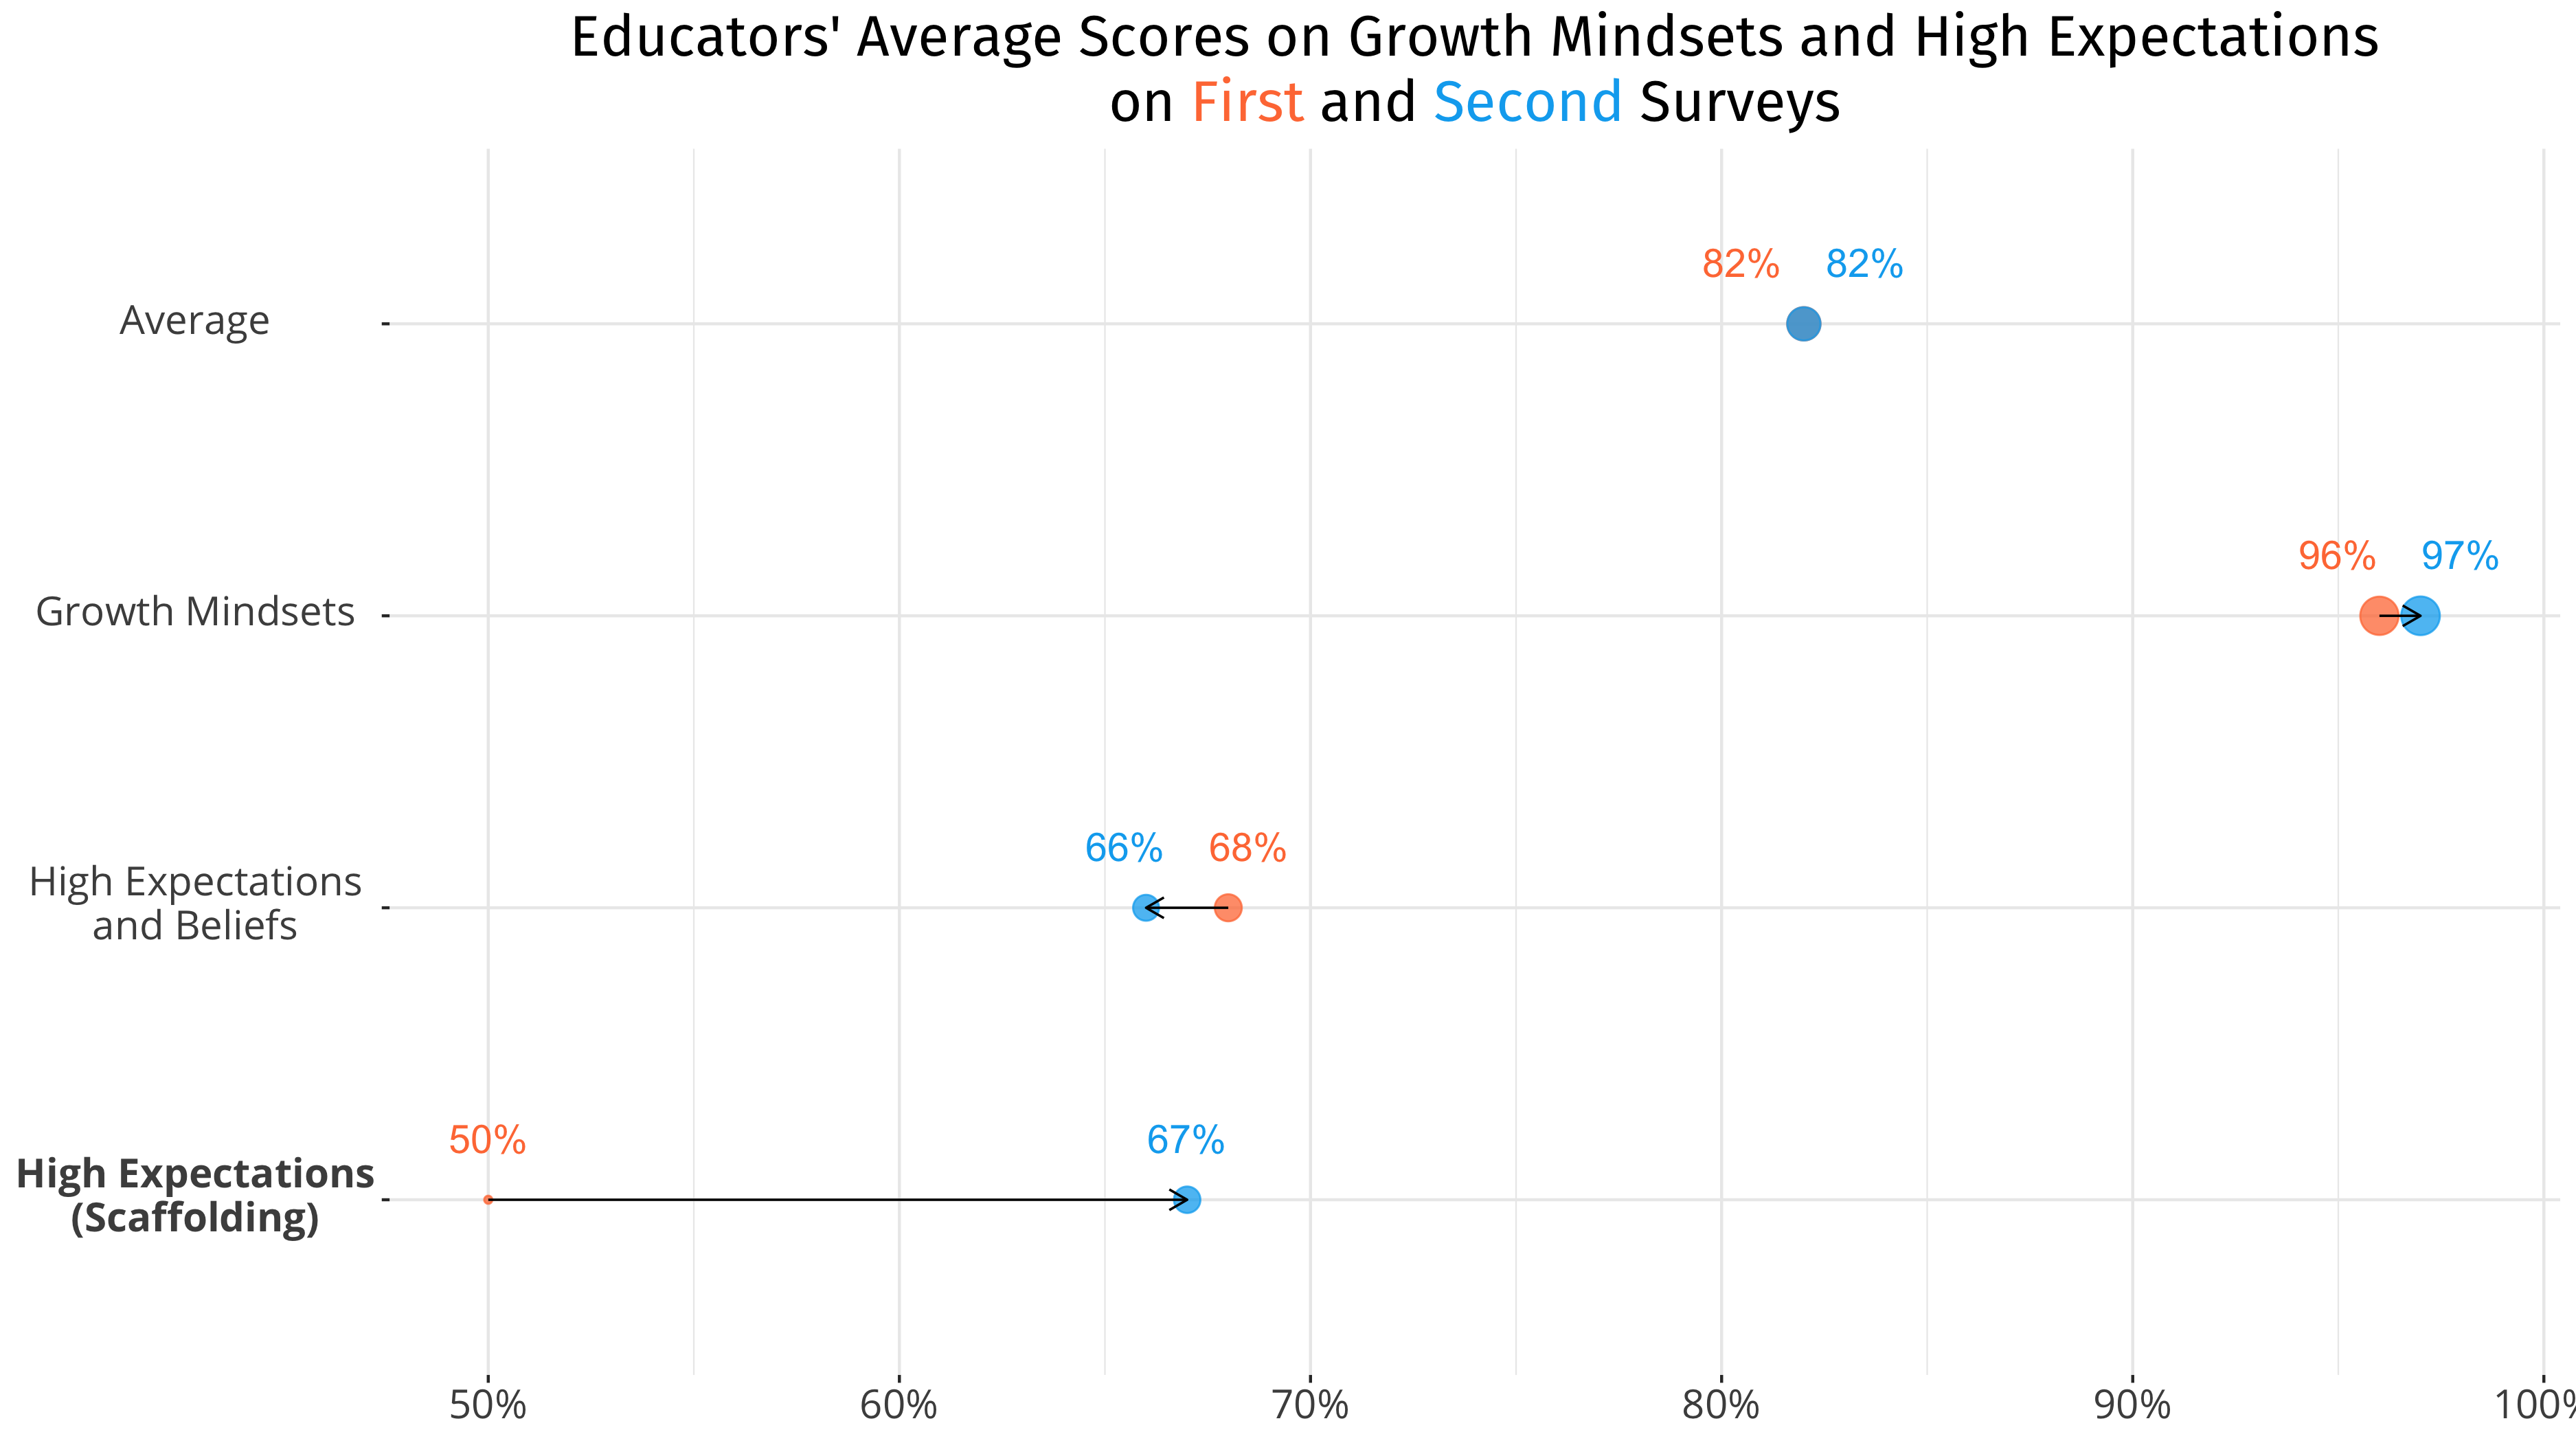 Educators' Average Scores on Growth Mindsets and High Expectations
on First and Second Surveys
82% 82%
Average
96% 97%
Growth Mindsets
66% 68%
High Expectations
and Beliefs
50% 67%
High Expectations
(Scaffolding)
50% 60% 70% 80% 90% 100%